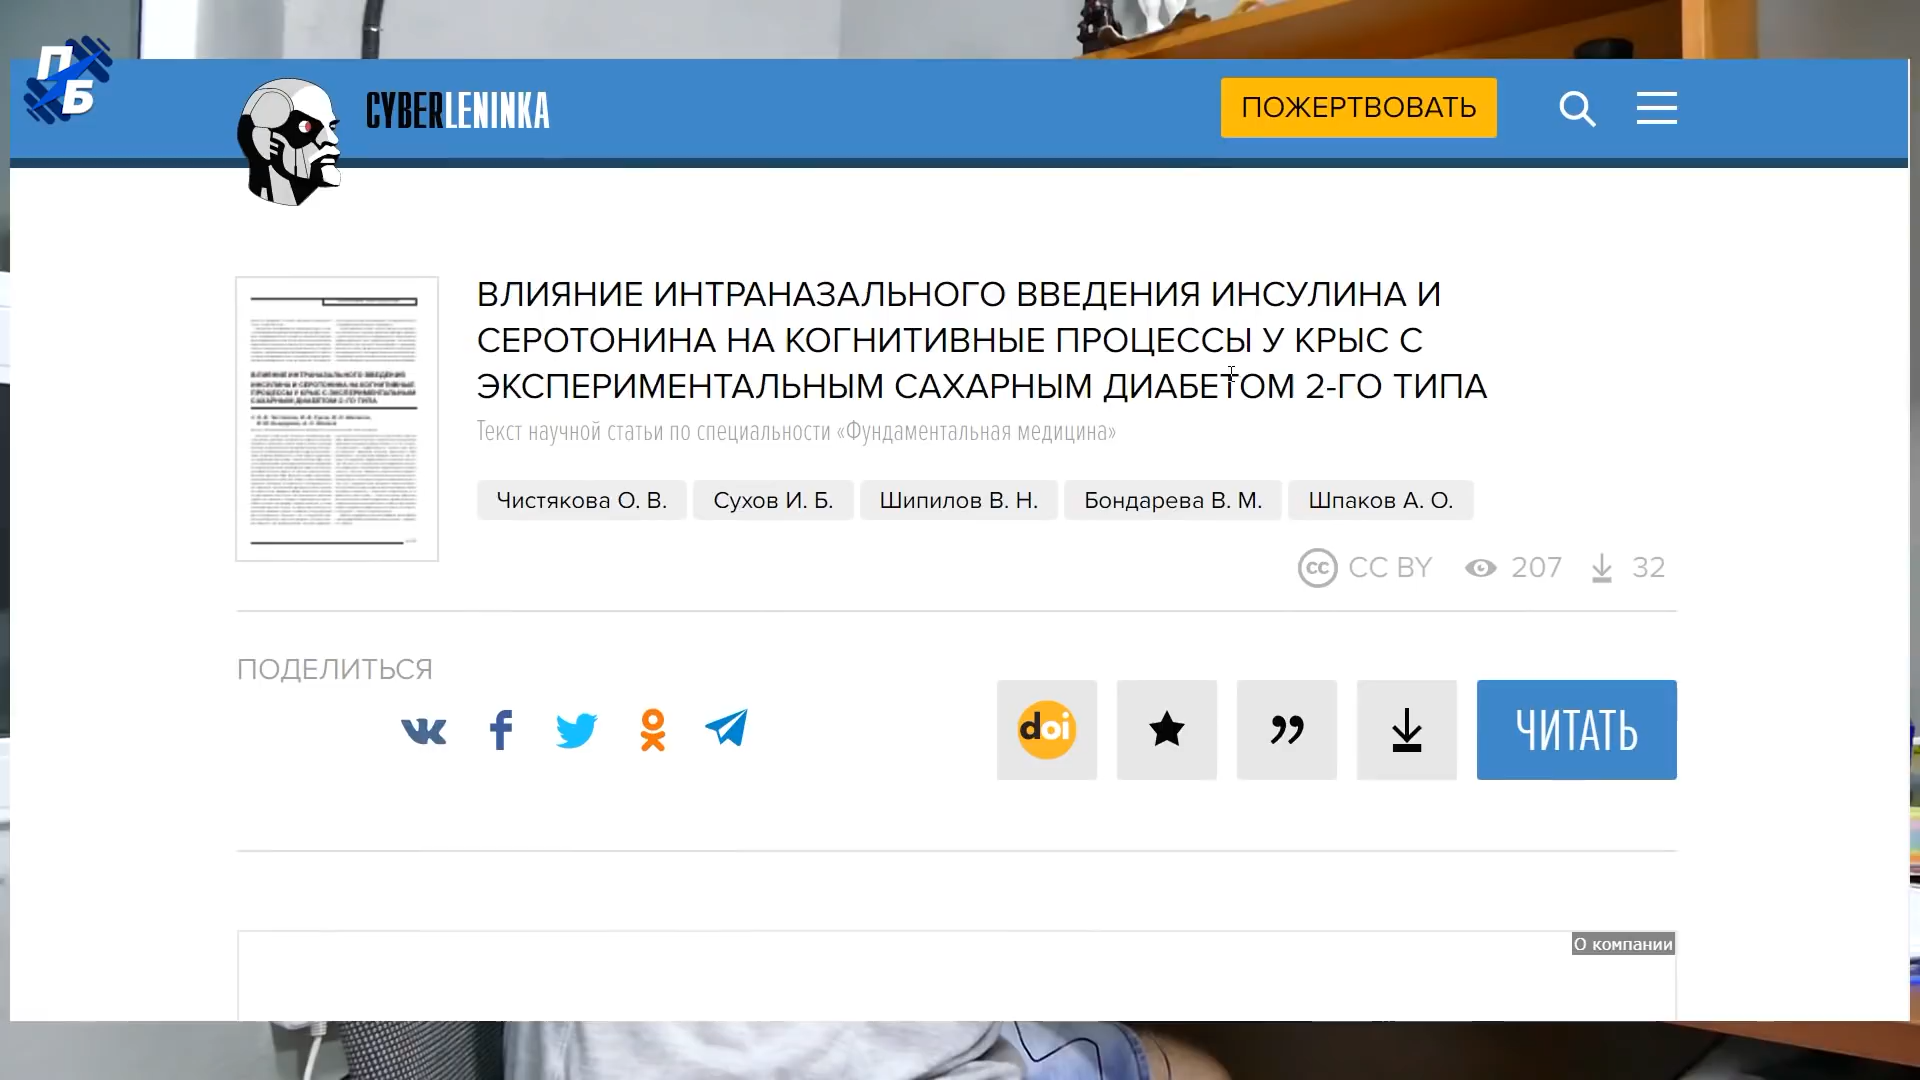 ПБ
CYBERLENINKA
ПОЖЕРТВОВАТЬ
ВЛИЯНИЕ ИНТРАНАЗАЛЬНОГО ВВЕДЕНИЯ ИНСУЛИНА И
СЕРОТОНИНА НА КОГНИТИВНЫЕ ПРОЦЕССЫ У КРЫС С
ЭКСПЕРИМЕНТАЛЬНЫМ САХАРНЫМ ДИАБЕТОМ 2-ГО ТИПА
Текст научной статьи по специальности «Фундаментальная медицина»
Чистякова О. В. Сухов И. Б. Шипилов В. Н. Бондарева В. М. Шпаков А. О.
cc CC BY 207 32
ПОДЕЛИТЬСЯ
doi ЧИТАТЬ
О компании